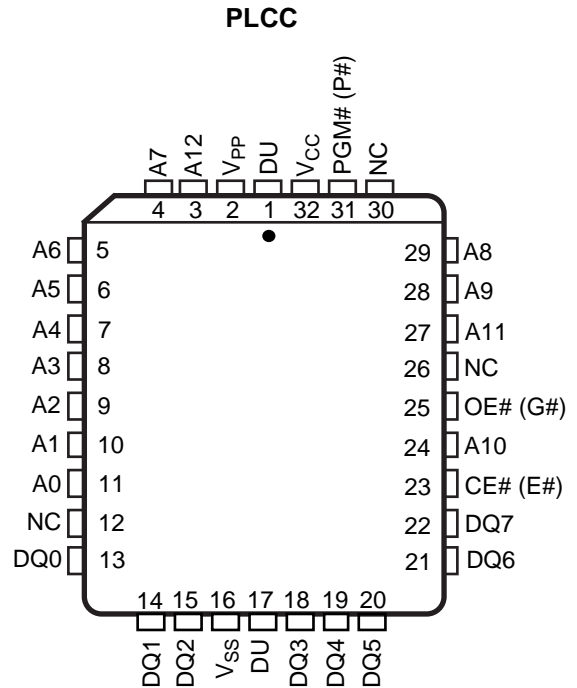 PLCC
A7 A12 VPP DU VCC PGM# (P#) NC
4 3 2 1 32 31 30
A6 5 29 A8
A5 6 28 A9
A4 7 27 A11
A3 8 26 NC
A2 9 25 OE# (G#)
A1 10 24 A10
A0 11 23 CE# (E#)
NC 12 22 DQ7
DQ0 13 21 DQ6
14 15 16 17 18 19 20
DQ1 DQ2 VSS DU DQ3 DQ4 DQ5